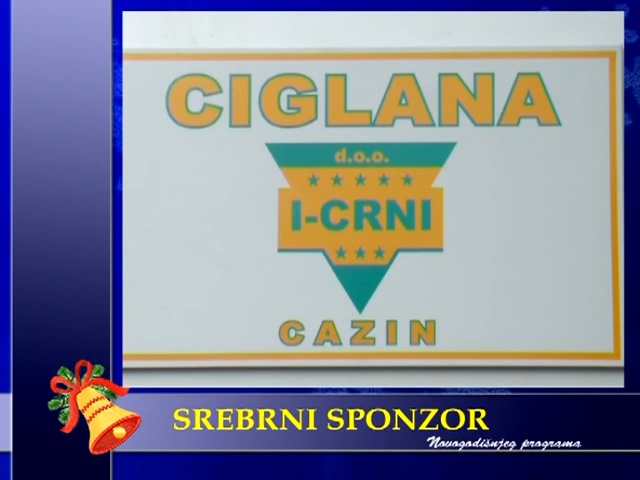 CIGLANA
d.o.o.
I-CRNI
CAZIN
SREBRNI SPONZOR
Novogodišnjeg programa